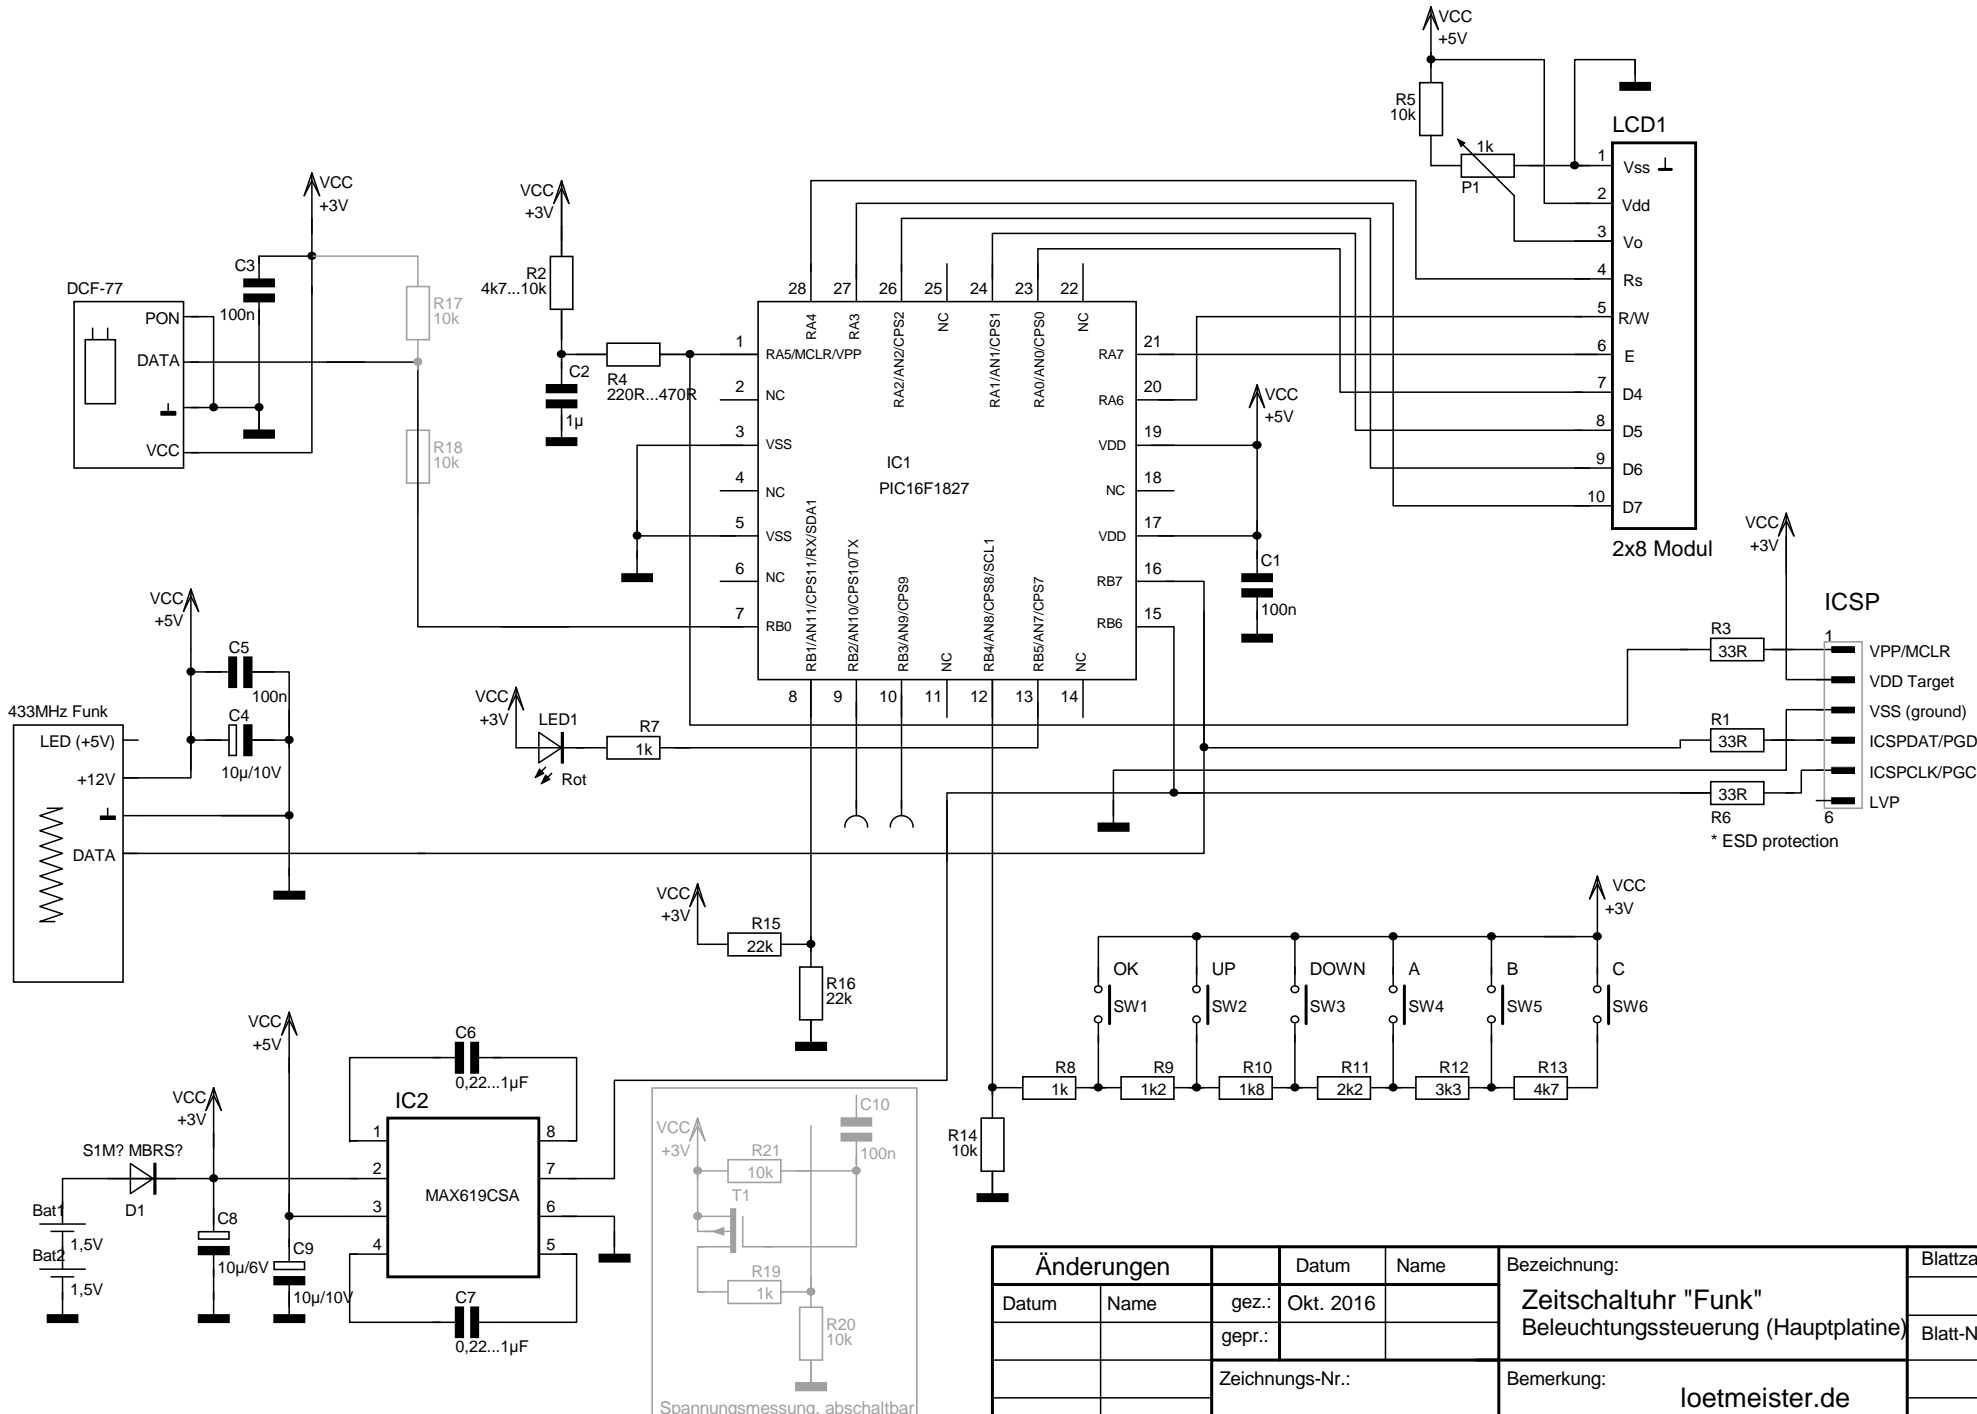 VCC
+5V
R5
10k
1k
P1
LCD1
1
Vss
2
Vdd
3
Vo
4
Rs
5
R/W
6
E
7
D4
8
D5
9
D6
10
D7
2x8 Modul
VCC
+3V
C3
100n
R17
10k
R18
10k
DCF-77
PON
DATA
VCC
VCC
+3V
R2
4k7...10k
C2
1µ
R4
220R...470R
28
27
26
25
24
23
22
RA4
RA3
RA2/AN2/CPS2
NC
RA1/AN1/CPS1
RA0/AN0/CPS0
NC
1
RA5/MCLR/VPP
2
NC
3
VSS
4
NC
5
VSS
6
NC
7
RB0
IC1
PIC16F1827
21
RA7
20
RA6
19
VDD
18
NC
17
VDD
16
RB7
15
RB6
RB1/AN11/CPS11/RX/SDA1
RB2/AN10/CPS10/TX
RB3/AN9/CPS9
NC
RB4/AN8/CPS8/SCL1
RB5/AN7/CPS7
NC
8
9
10
11
12
13
14
VCC
+5V
C1
100n
VCC
+3V
ICSP
1
VPP/MCLR
VDD Target
VSS (ground)
ICSPDAT/PGD
ICSPCLK/PGC
LVP
6
R3
33R
R1
33R
33R
R6
* ESD protection
VCC
+5V
C5
100n
C4
10µ/10V
433MHz Funk
LED (+5V)
+12V
DATA
VCC
+3V
LED1
Rot
R7
1k
VCC
+3V
R15
22k
R16
22k
VCC
+3V
OK
UP
DOWN
A
B
C
SW1
SW2
SW3
SW4
SW5
SW6
R8
R9
R10
R11
R12
R13
1k
1k2
1k8
2k2
3k3
4k7
R14
10k
VCC
+5V
VCC
+3V
S1M? MBRS?
D1
Bat1
1,5V
Bat2
1,5V
C8
10µ/6V
C9
10µ/10V
C6
0,22...1µF
IC2
MAX619CSA
1
2
3
4
8
7
6
5
C7
0,22...1µF
C10
100n
VCC
+3V
R21
10k
T1
R19
1k
R20
10k
Spannungsmessung, abschaltbar
Änderungen
Datum
Name
Datum
Name
gez.:
Okt. 2016
gepr.:
Zeichnungs-Nr.:
Bezeichnung:
Zeitschaltuhr "Funk"
Beleuchtungssteuerung (Hauptplatine)
Bemerkung:
loetmeister.de
Blattza
Blatt-N